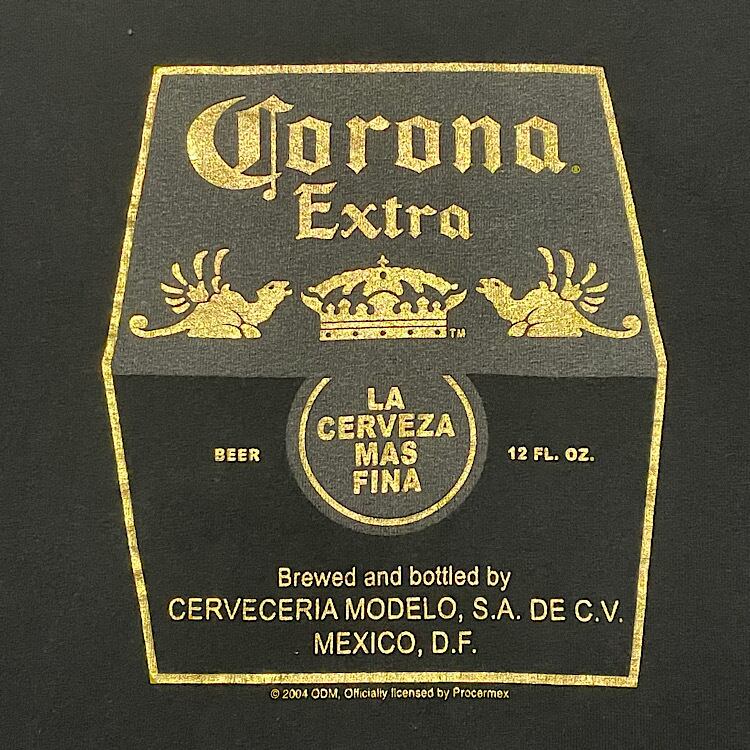 Corona®
Extra
TM
LA
CERVEZA
MAS
FINA
BEER
12 FL. OZ.
Brewed and bottled by
CERVECERIA MODELO, S.A. DE C.V.
MEXICO, D.F.
© 2004 ODM, Officially licensed by Procermex